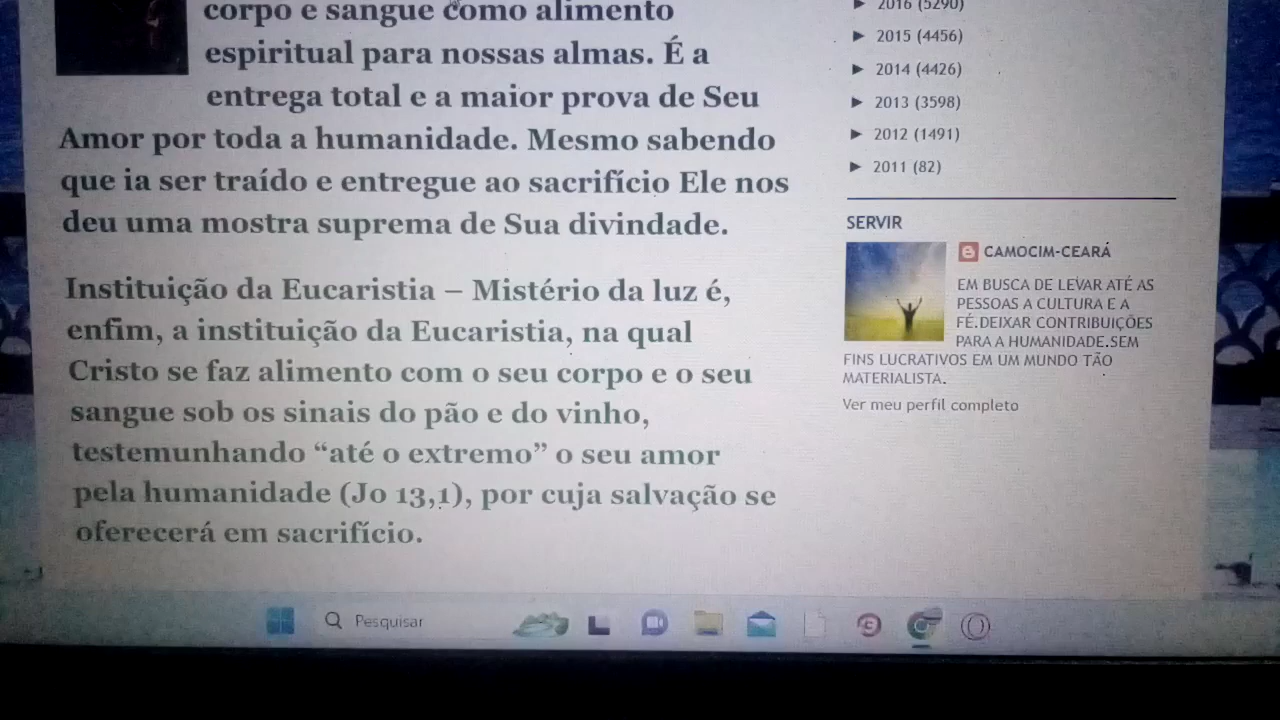 corpo e sangue como alimento
espiritual para nossas almas. É a
entrega total e a maior prova de Seu
Amor por toda a humanidade. Mesmo sabendo
que ia ser traído e entregue ao sacrifício Ele nos
deu uma mostra suprema de Sua divindade.
Instituição da Eucaristia – Mistério da luz é,
enfim, a instituição da Eucaristia, na qual
Cristo se faz alimento com o seu corpo e o seu
sangue sob os sinais do pão e do vinho,
testemunhando “até o extremo” o seu amor
pela humanidade (Jo 13,1), por cuja salvação se
oferecerá em sacrifício.
► 2016 (5290)
► 2015 (4456)
► 2014 (4426)
► 2013 (3598)
► 2012 (1491)
► 2011 (82)
SERVIR
CAMOCIM-CEARÁ
EM BUSCA DE LEVAR ATÉ AS
PESSOAS A CULTURA E A
FÉ.DEIXAR CONTRIBUIÇÕES
PARA A HUMANIDADE.SEM
FINS LUCRATIVOS EM UM MUNDO TÃO
MATERIALISTA.
Ver meu perfil completo
Pesquisar